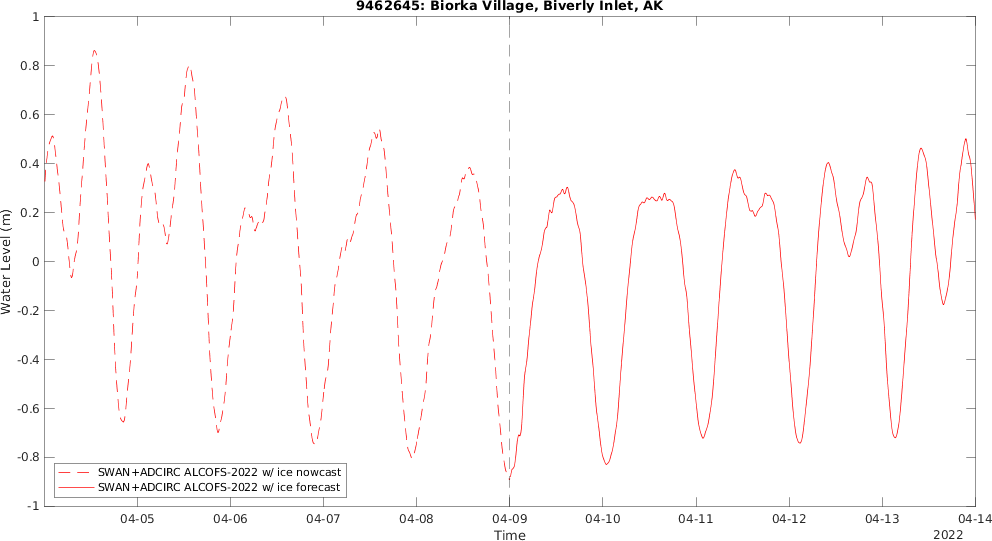 9462645: Biorka Village, Biverly Inlet, AK
Water Level (m)
1
0.8
0.6
0.4
0.2
0
-0.2
-0.4
-0.6
-0.8
-1
SWAN+ADCIRC ALCOFS-2022 w/ ice nowcast
SWAN+ADCIRC ALCOFS-2022 w/ ice forecast
04-05 04-06 04-07 04-08 04-09 04-10 04-11 04-12 04-13 04-14
Time
2022